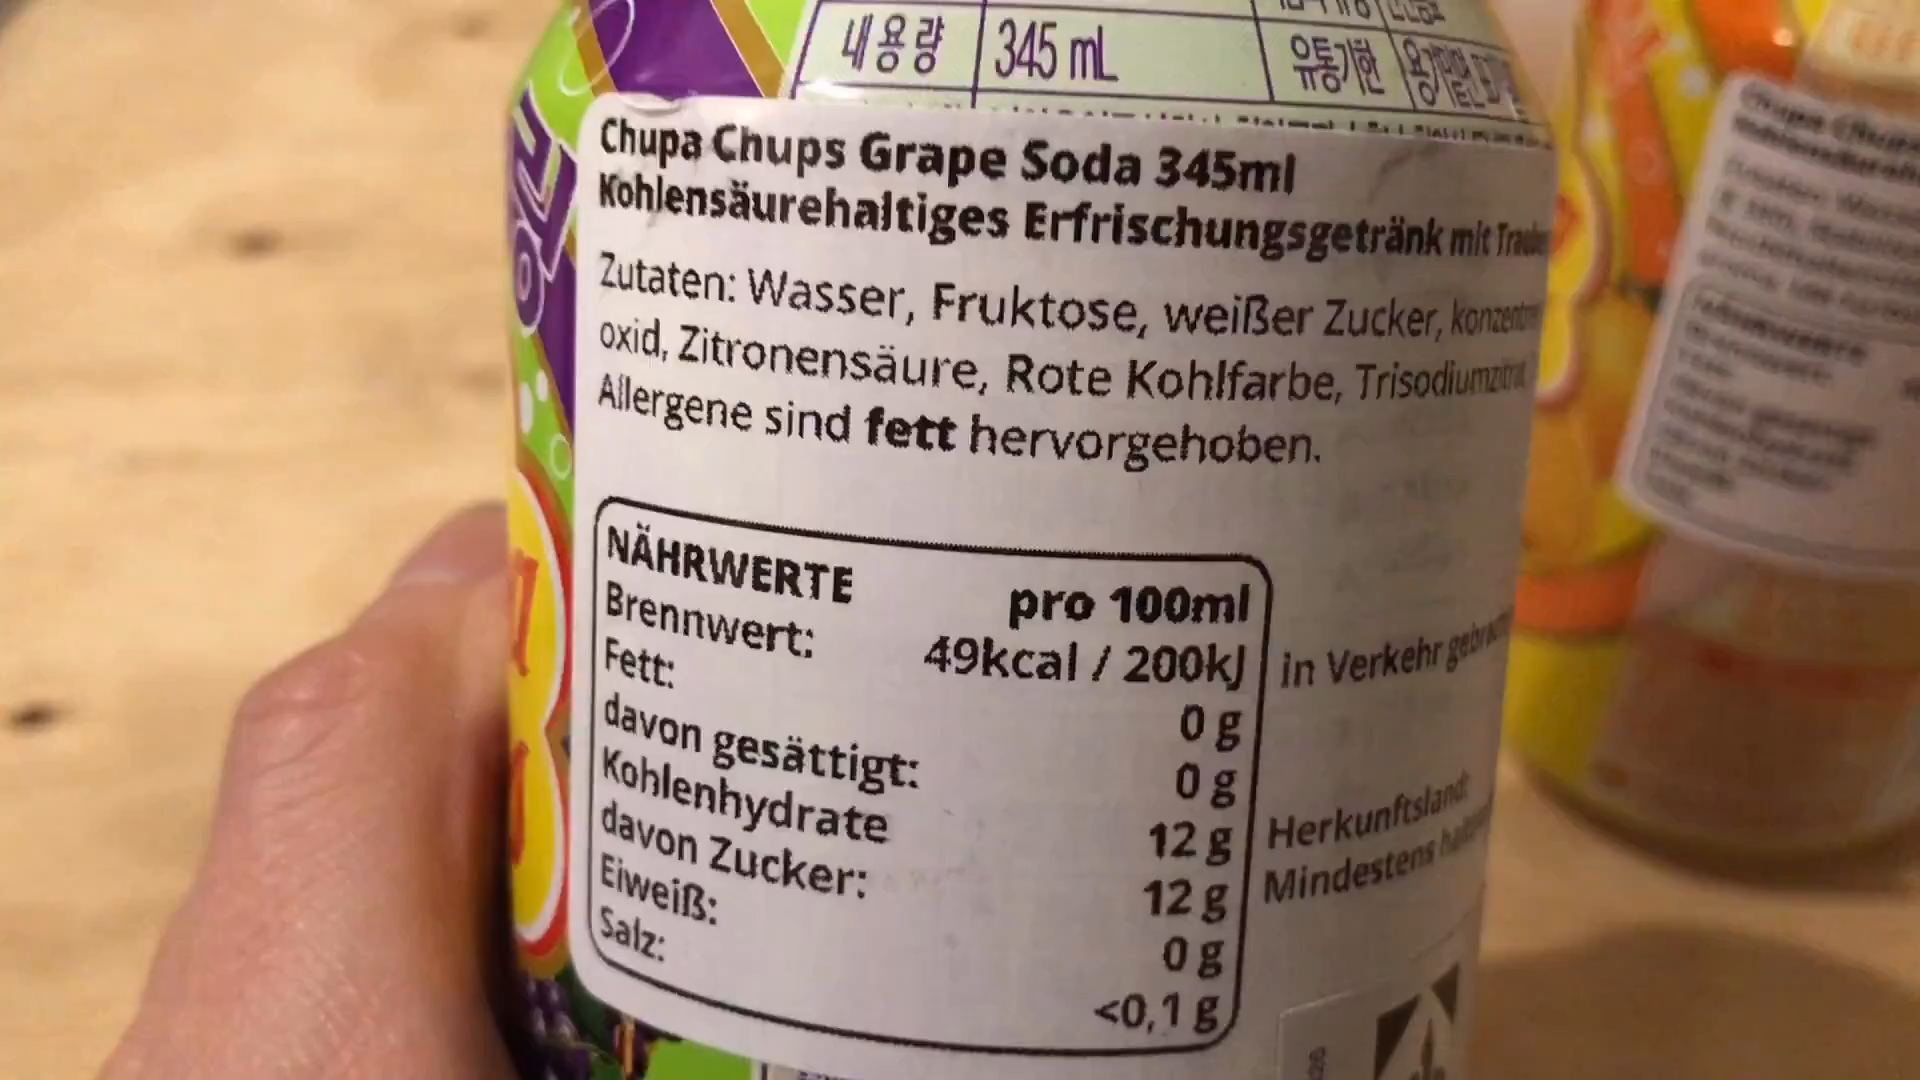 내용량 345 mL 유통기한
Chupa Chups Grape Soda 345ml
Kohlensäurehaltiges Erfrischungsgetränk mit
Zutaten: Wasser, Fruktose, weißer Zucker,
oxid, Zitronensäure, Rote Kohlfarbe, Trisodiumzitrat
Allergene sind fett hervorgehoben.
NÄHRWERTE pro 100ml
Brennwert: 49kcal / 200kJ
Fett: 0 g
davon gesättigt: 0 g
Kohlenhydrate 12 g
davon Zucker: 12 g
Eiweiß: 0 g
Salz: <0,1 g
in Verkehr
Herkunftsland:
Mindestens